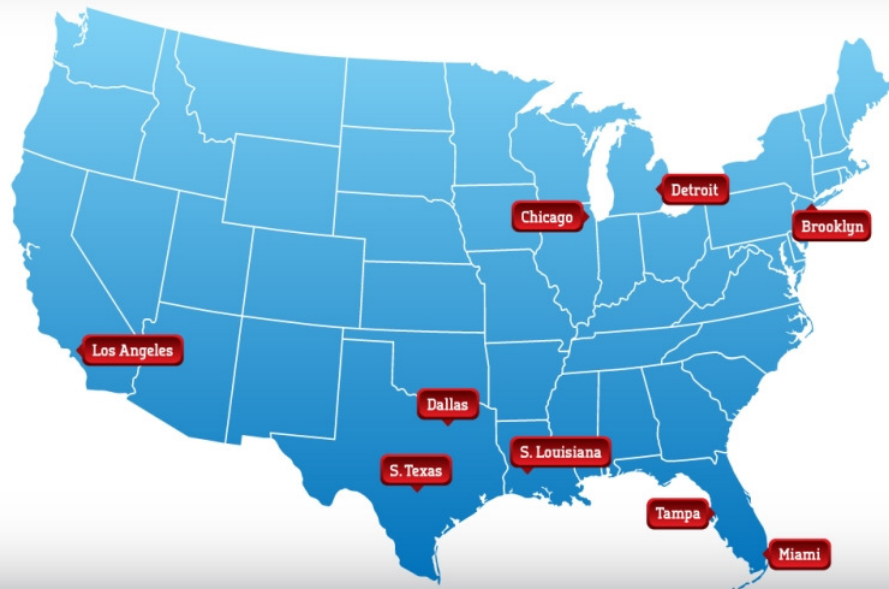 Detroit
Chicago
Brooklyn
Los Angeles
Dallas
S. Louisiana
S. Texas
Tampa
Miami